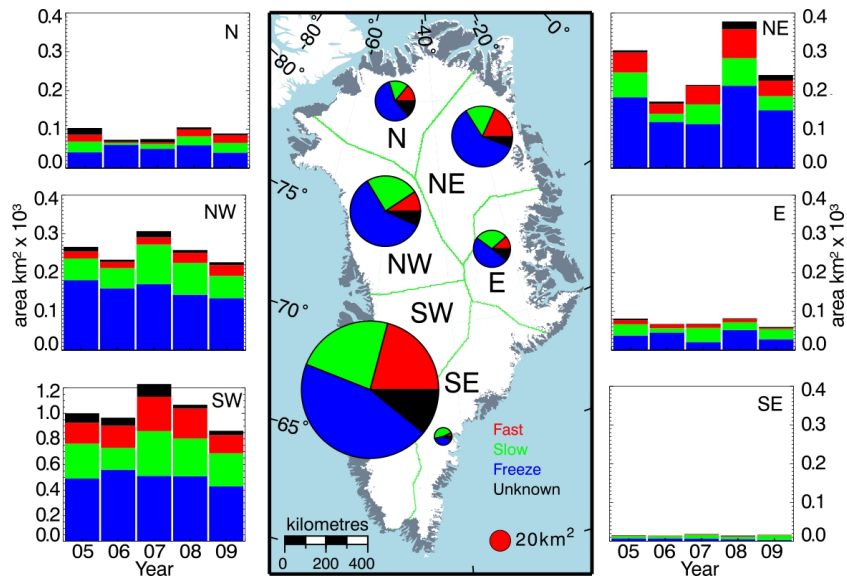 0.4
0.3
0.2
0.1
0.0
N
0.4
0.3
0.2
0.1
0.0
NW
area km² x 10³
1.2
1.0
0.8
0.6
0.4
0.2
0.0
SW
05 06 07 08 09
Year
-80°
-60°
-40°
-20°
-0°
80°
75°
70°
65°
N
NE
NW
E
SW
SE
Fast
Slow
Freeze
Unknown
kilometres
0 200 400
20km²
NE
0.4
0.3
0.2
0.1
0.0
E
0.4
0.3
0.2
0.1
0.0
area km² x 10³
SE
0.4
0.3
0.2
0.1
0.0
05 06 07 08 09
Year